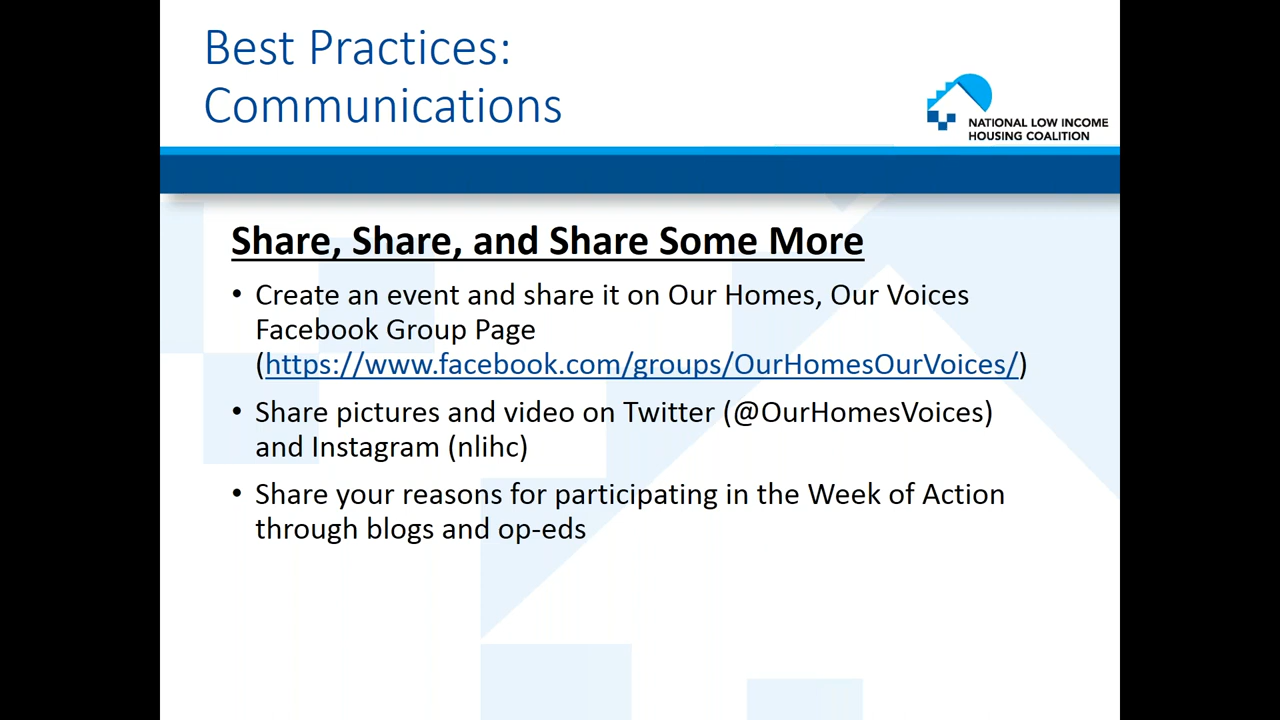 Best Practices:
Communications
NATIONAL LOW INCOME
HOUSING COALITION
Share, Share, and Share Some More
• Create an event and share it on Our Homes, Our Voices
Facebook Group Page
(https://www.facebook.com/groups/OurHomesOurVoices/)
• Share pictures and video on Twitter (@OurHomesVoices)
and Instagram (nlihc)
• Share your reasons for participating in the Week of Action
through blogs and op-eds